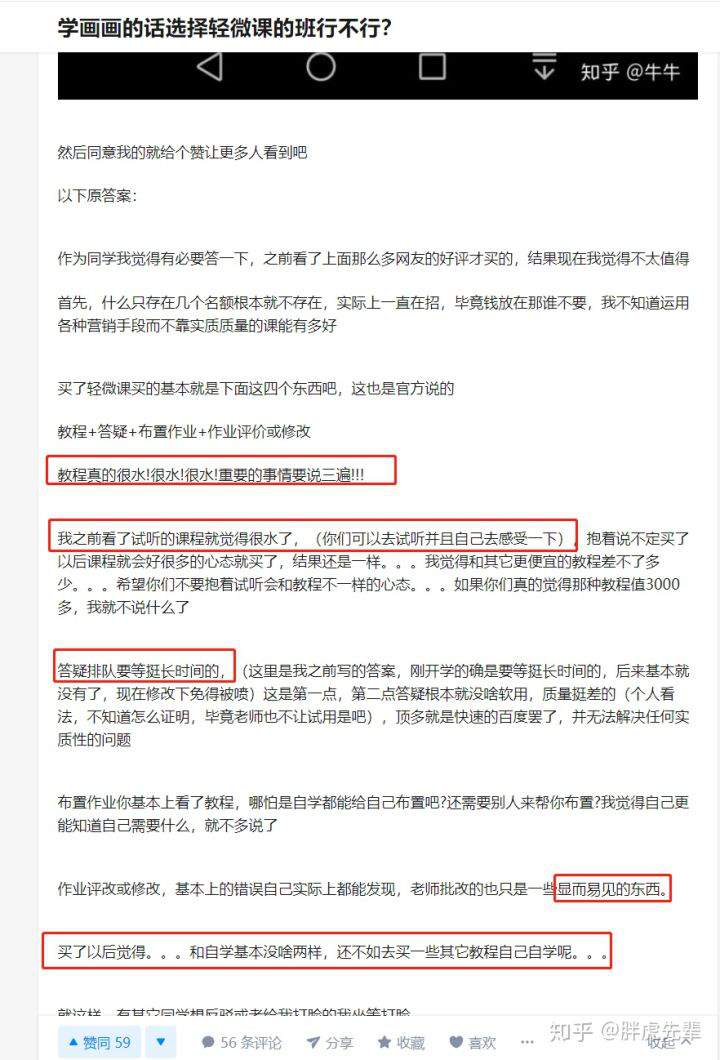 学画画的话选择轻微课的班行不行?
知乎 @牛牛
然后同意我的就给个赞让更多人看到吧
以下原答案:
作为同学我觉得有必要答一下，之前看了上面那么多网友的好评才买的，结果现在我觉得不太值得
首先，什么只存在几个名额根本就不存在，实际上一直在招，毕竟钱放在那谁不要，我不知道运用
各种营销手段而不靠实质质量的课能有多好
买了轻微课买的基本就是下面这四个东西吧，这也是官方说的
教程+答疑+布置作业+作业评价或修改
教程真的很水!很水!很水!重要的事情要说三遍!!!
我之前看了试听的课程就觉得很水了，（你们可以去试听并且自己去感受一下），抱着说不定买了
以后课程就会好很多的心态就买了，结果还是一样。。。我觉得和其它更便宜的教程差不了多
少。。。希望你们不要抱着试听会和教程不一样的心态。。。如果你们真的觉得那种教程值3000
多，我就不说什么了
答疑排队要等挺长时间的，（这里是我之前写的答案，刚开学的确是要等挺长时间的，后来基本就
没有了，现在修改下免得被喷）这是第一点，第二点答疑根本就没啥软用，质量挺差的（个人看
法，不知道怎么证明，毕竟老师也不让试用是吧），顶多就是快速的百度罢了，并无法解决任何实
质性的问题
布置作业你基本上看了教程，哪怕是自学都能给自己布置吧?还需要别人来帮你布置?我觉得自己更
能知道自己需要什么，就不多说了
作业评改或修改，基本上的错误自己实际上都能发现，老师批改的也只是一些显而易见的东西。
买了以后觉得。。。和自学基本没啥两样，还不如去买一些其它教程自己自学呢。。。
就这样，有其它同学想反驳或者给我打脸的我坐等打脸
赞同 59
56 条评论
分享
收藏
喜欢
收起
知乎 @胖虎先辈